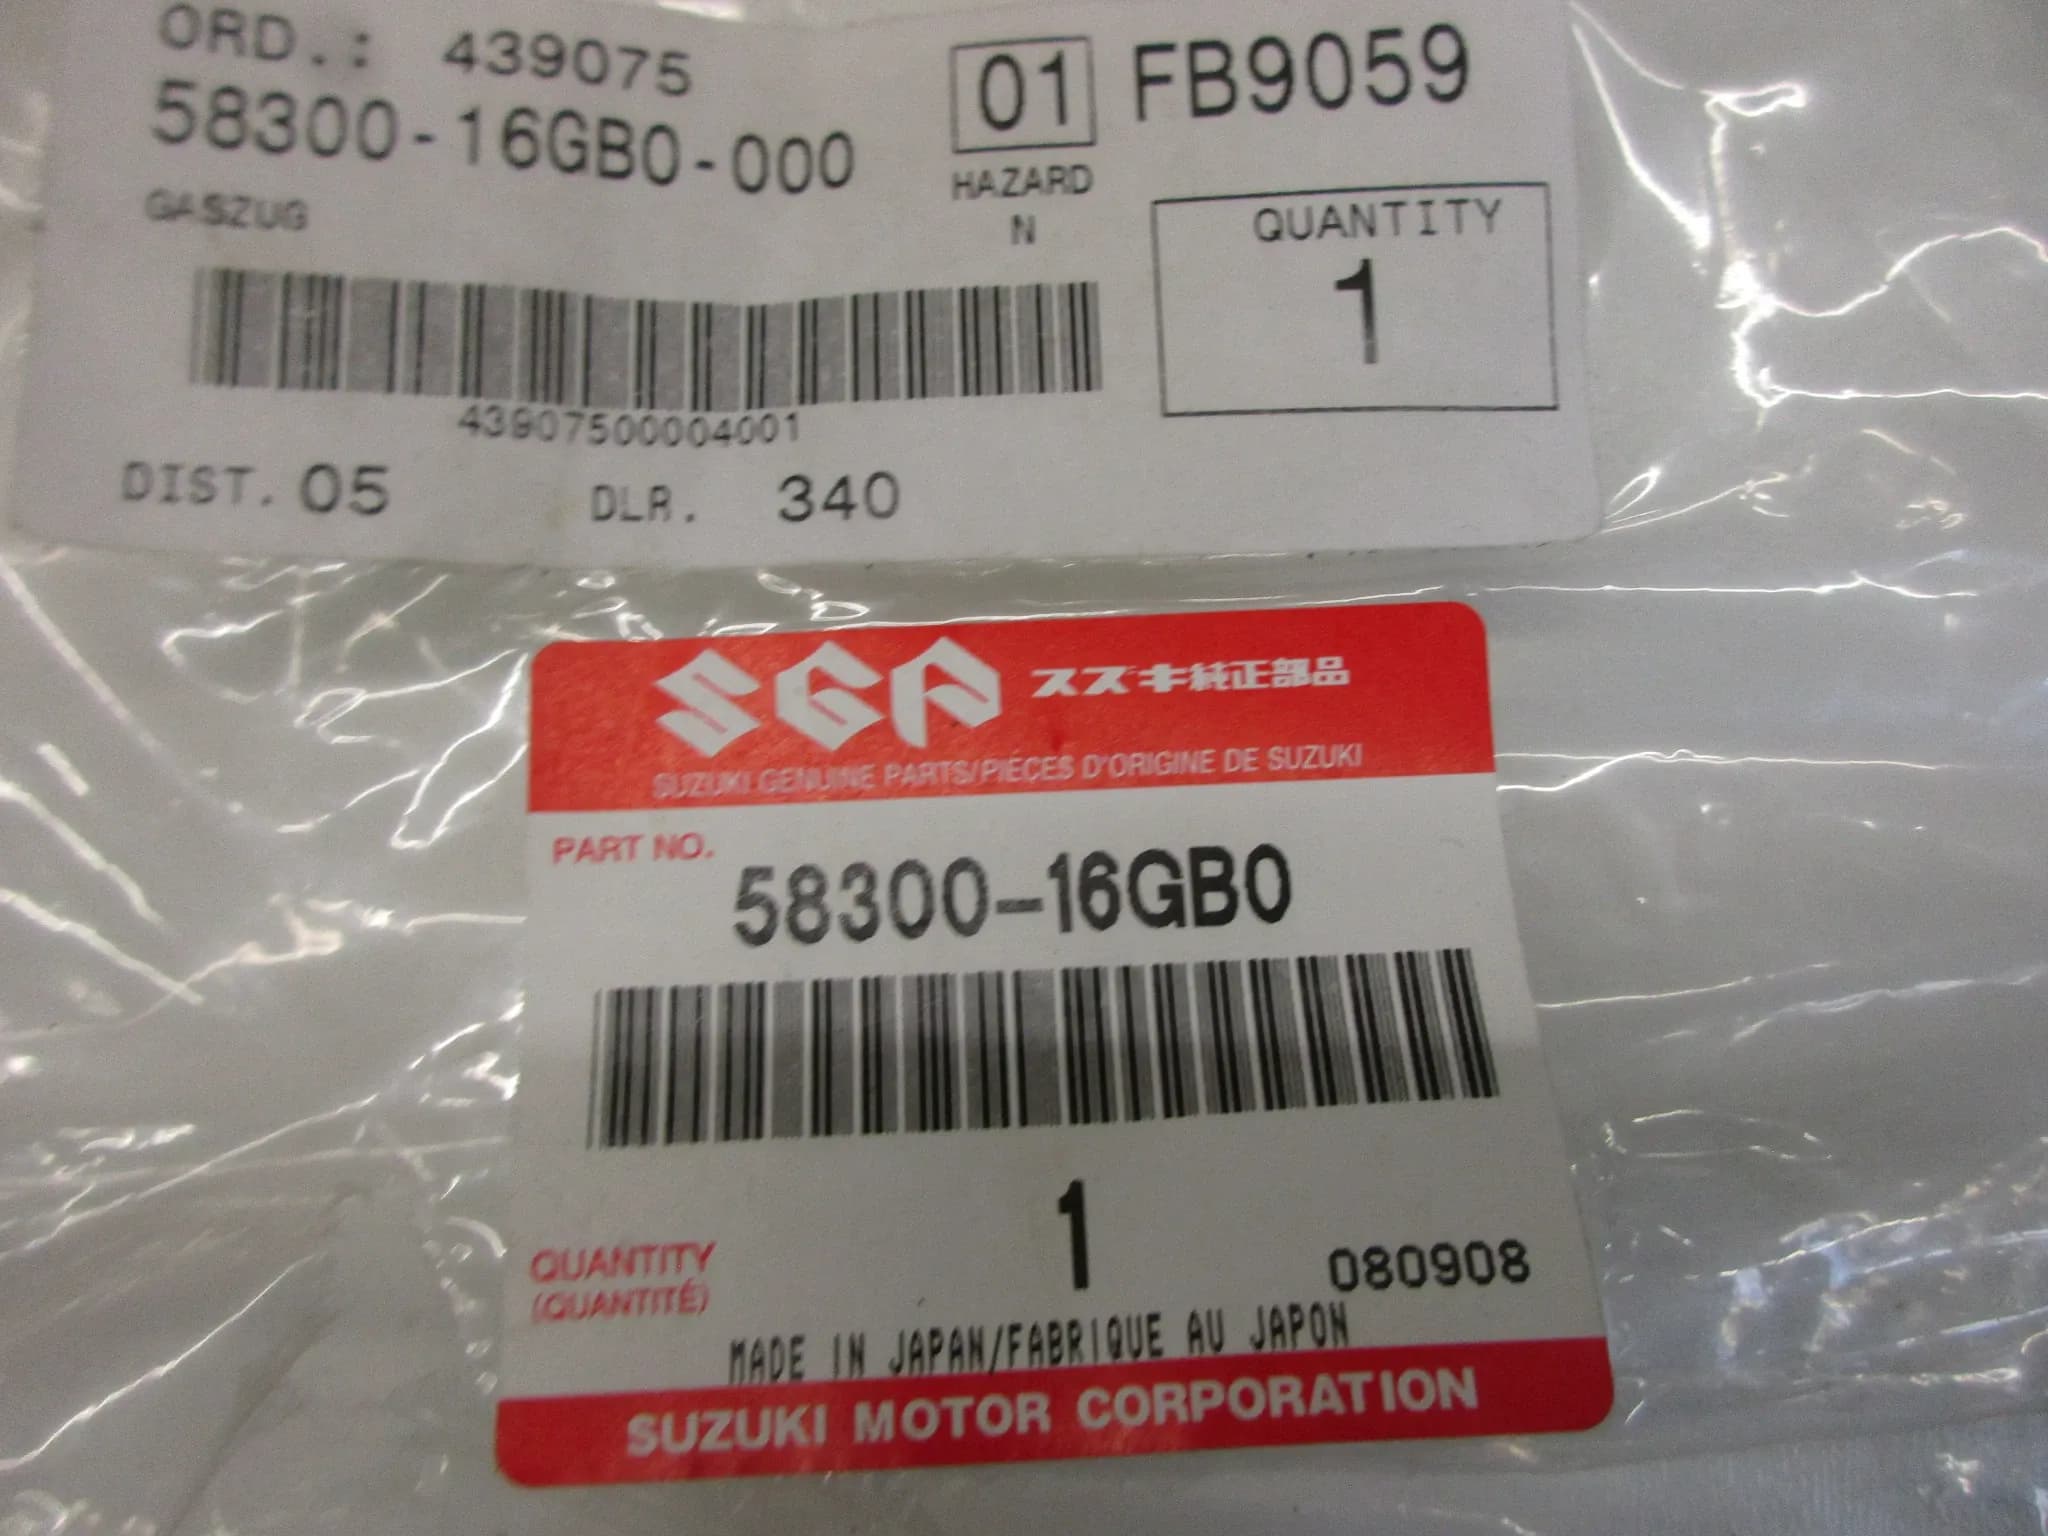 ORD.: 439075
58300-16GB0-000
GASZUG
01 FB9059
HAZARD
N
QUANTITY
1
43907500004001
DIST. 05 DLR. 340
SGP スズキ純正部品
SUZUKI GENUINE PARTS/PIÈCES D'ORIGINE DE SUZUKI
PART NO. 58300-16GB0
1
QUANTITY
(QUANTITÉ)
080908
MADE IN JAPAN/FABRIQUE AU JAPON
SUZUKI MOTOR CORPORATION